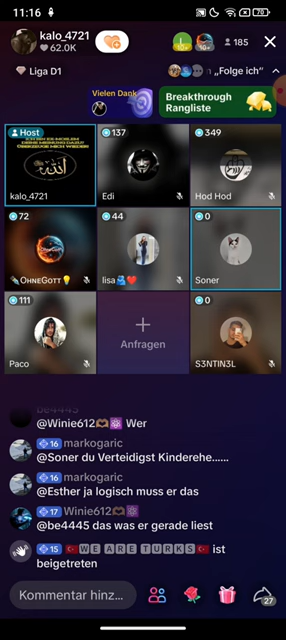 11:16
70
kalo_4721
62.0K
185
Liga D1
„Folge ich“
Vielen Dank
Breakthrough
Rangliste
Host
137
349
kalo_4721
Edi
Hod Hod
72
44
0
OHNEGOTT
lisa
Soner
111
0
Paco
Anfragen
S3NTIN3L
be4445
@Winie612 Wer
16 markogaric
@Soner du Verteidigst Kinderehe......
16 markogaric
@Esther ja logisch muss er das
17 Winie612
@be4445 das was er gerade liest
15 WE ARE TURKS ist
beigetreten
Kommentar hinz...
27